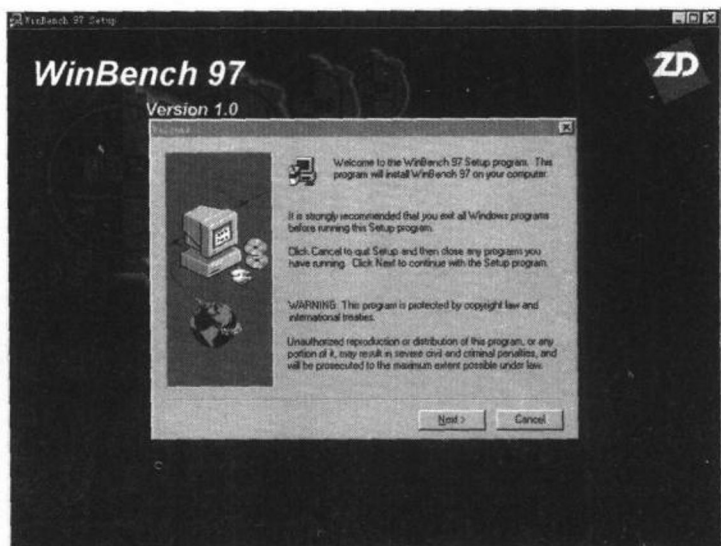 WinBench 97 Setup
WinBench 97
Version 1.0
ZD
Welcome
Welcome to the WinBench 97 Setup program. This
program will install WinBench 97 on your computer.
It is strongly recommended that you exit all Windows programs
before running this Setup program.
Click Cancel to quit Setup and then close any programs you
have running. Click Next to continue with the Setup program.
WARNING: This program is protected by copyright law and
international treaties.
Unauthorized reproduction or distribution of this program, or any
portion of it, may result in severe civil and criminal penalties, and
will be prosecuted to the maximum extent possible under law.
Next >
Cancel